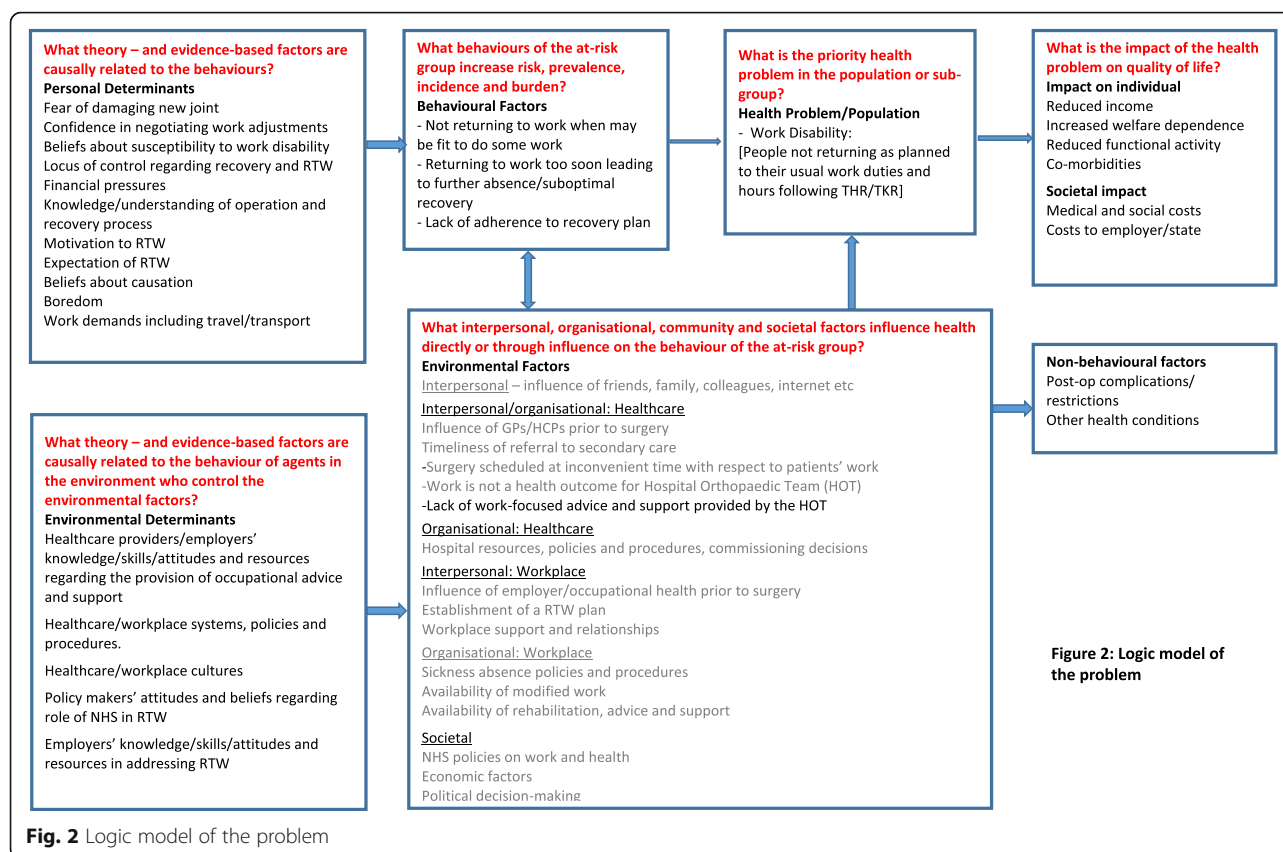 What theory – and evidence-based factors are
causally related to the behaviours?
Personal Determinants
Fear of damaging new joint
Confidence in negotiating work adjustments
Beliefs about susceptibility to work disability
Locus of control regarding recovery and RTW
Financial pressures
Knowledge/understanding of operation and
recovery process
Motivation to RTW
Expectation of RTW
Beliefs about causation
Boredom
Work demands including travel/transport
What behaviours of the at-risk
group increase risk, prevalence,
incidence and burden?
Behavioural Factors
- Not returning to work when may
be fit to do some work
- Returning to work too soon leading
to further absence/suboptimal
recovery
- Lack of adherence to recovery plan
What is the priority health
problem in the population or sub-
group?
Health Problem/Population
- Work Disability:
[People not returning as planned
to their usual work duties and
hours following THR/TKR]
What is the impact of the health
problem on quality of life?
Impact on individual
Reduced income
Increased welfare dependence
Reduced functional activity
Co-morbidities
Societal impact
Medical and social costs
Costs to employer/state
What theory – and evidence-based factors are
causally related to the behaviour of agents in
the environment who control the
environmental factors?
Environmental Determinants
Healthcare providers/employers'
knowledge/skills/attitudes and resources
regarding the provision of occupational advice
and support
Healthcare/workplace systems, policies and
procedures.
Healthcare/workplace cultures
Policy makers' attitudes and beliefs regarding
role of NHS in RTW
Employers' knowledge/skills/attitudes and
resources in addressing RTW
What interpersonal, organisational, community and societal factors influence health
directly or through influence on the behaviour of the at-risk group?
Environmental Factors
Interpersonal – influence of friends, family, colleagues, internet etc
Interpersonal/organisational: Healthcare
Influence of GPs/HCPs prior to surgery
Timeliness of referral to secondary care
-Surgery scheduled at inconvenient time with respect to patients' work
-Work is not a health outcome for Hospital Orthopaedic Team (HOT)
-Lack of work-focused advice and support provided by the HOT
Organisational: Healthcare
Hospital resources, policies and procedures, commissioning decisions
Interpersonal: Workplace
Influence of employer/occupational health prior to surgery
Establishment of a RTW plan
Workplace support and relationships
Organisational: Workplace
Sickness absence policies and procedures
Availability of modified work
Availability of rehabilitation, advice and support
Societal
NHS policies on work and health
Economic factors
Political decision-making
Non-behavioural factors
Post-op complications/
restrictions
Other health conditions
Figure 2: Logic model of
the problem
Fig. 2 Logic model of the problem